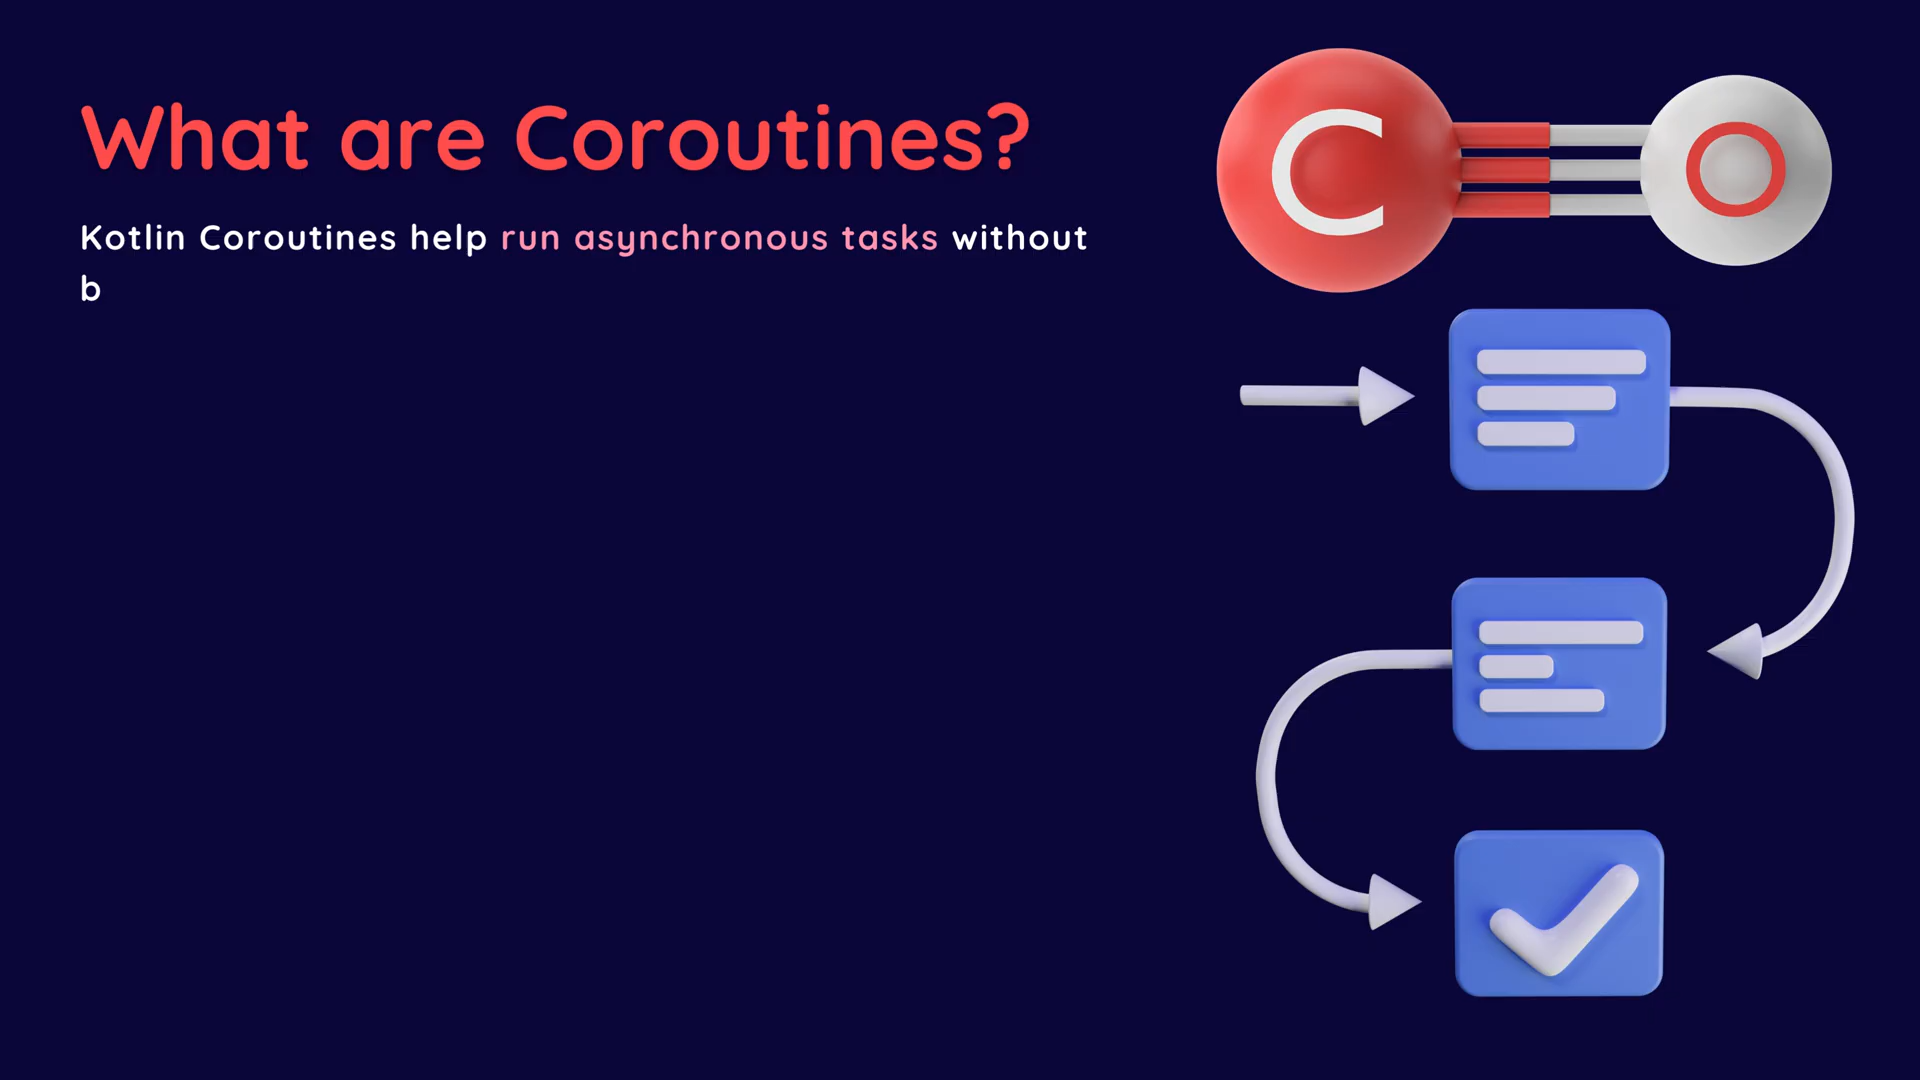 What are Coroutines?
Kotlin Coroutines help run asynchronous tasks without
b
C O